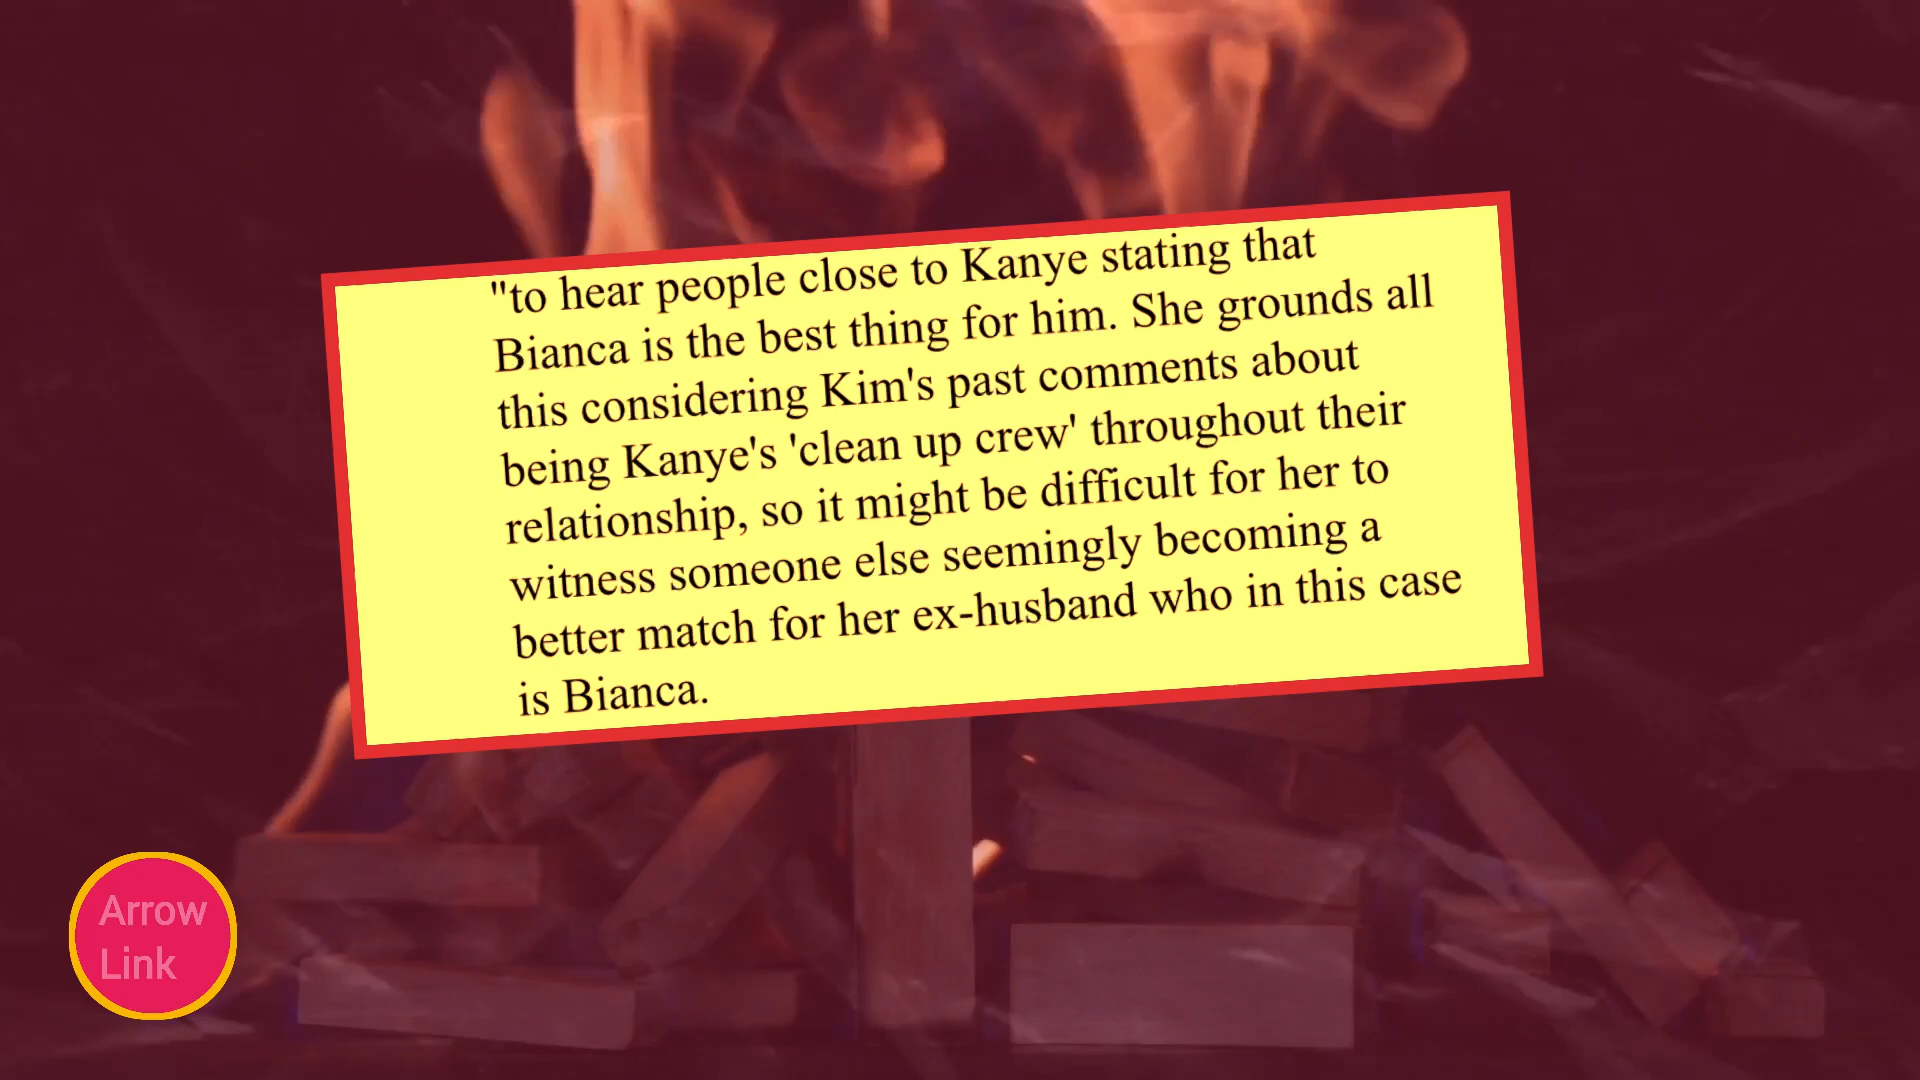 "to hear people close to Kanye stating that
Bianca is the best thing for him. She grounds all
this considering Kim's past comments about
being Kanye's 'clean up crew' throughout their
relationship, so it might be difficult for her to
witness someone else seemingly becoming a
better match for her ex-husband who in this case
is Bianca.
Arrow
Link